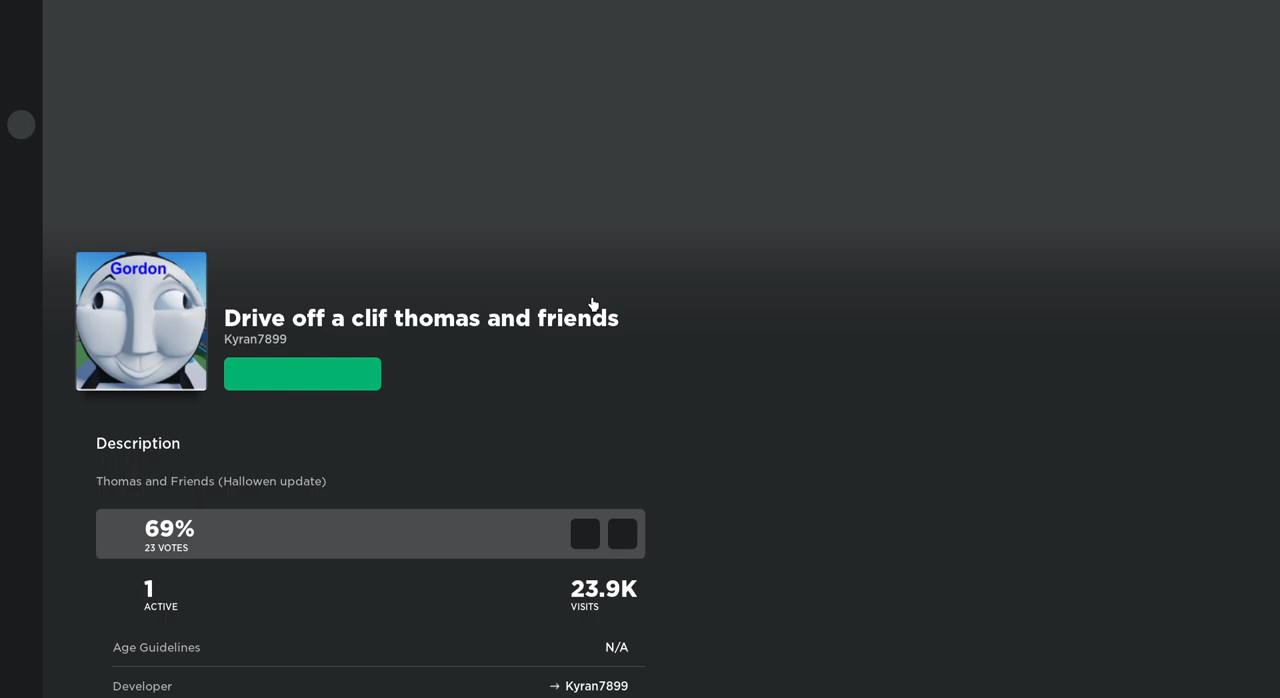 Gordon
Drive off a clif thomas and friends
Kyran7899
Description
Thomas and Friends (Hallowen update)
69%
23 VOTES
1
ACTIVE
23.9K
VISITS
Age Guidelines
N/A
Developer
→ Kyran7899